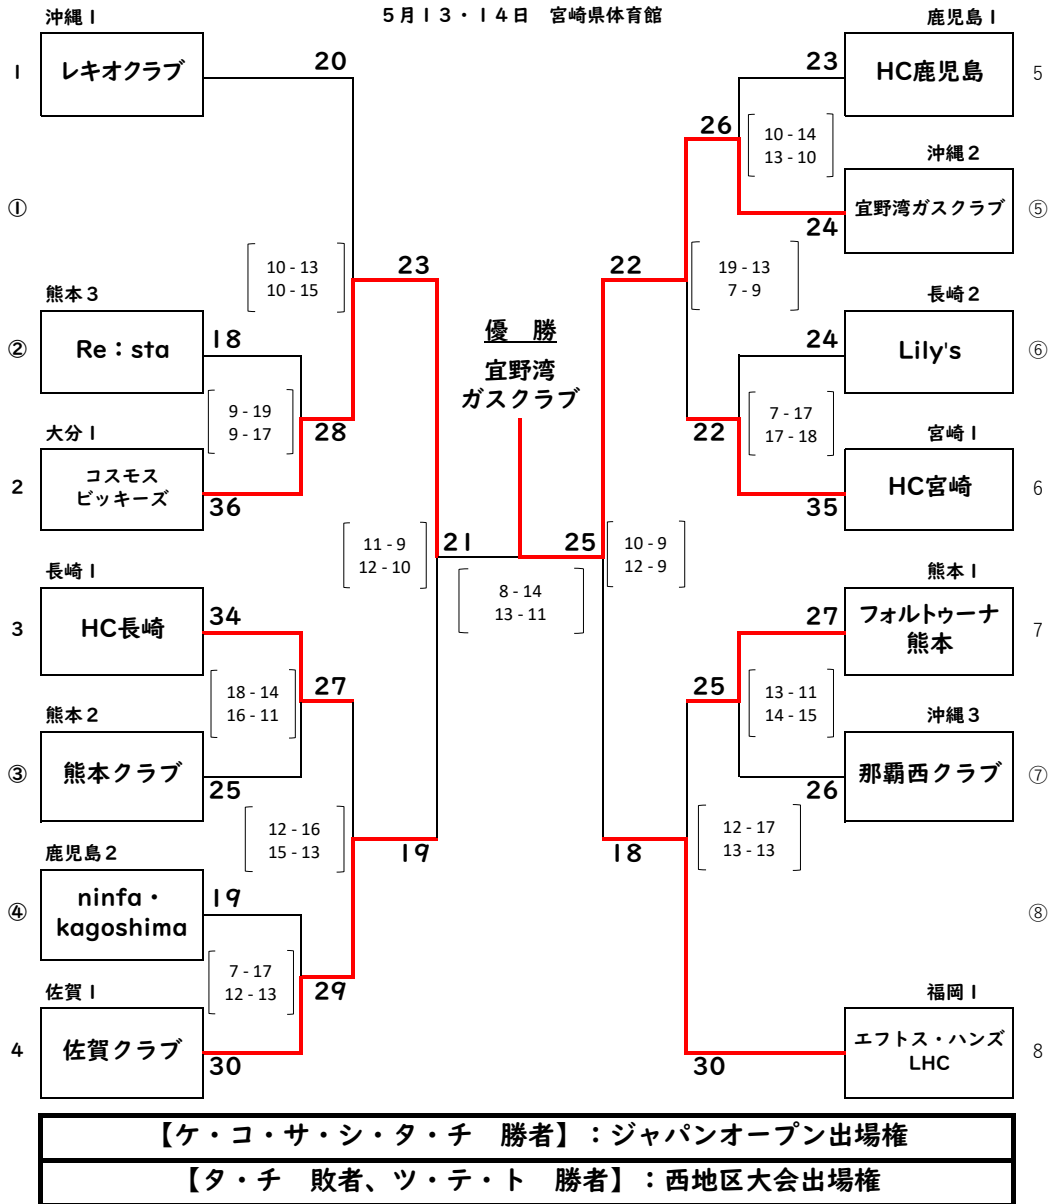 5月13・14日　宮崎県体育館
沖縄1
1
レキオクラブ
20
①
10 - 13
10 - 15
23
熊本3
②
Re：sta
18
9 - 19
9 - 17
28
大分1
2
コスモス
ビッキーズ
36
11 - 9
12 - 10
21
長崎1
3
HC長崎
34
18 - 14
16 - 11
27
熊本2
③
熊本クラブ
25
12 - 16
15 - 13
19
鹿児島2
④
ninfa・
kagoshima
19
7 - 17
12 - 13
29
佐賀1
4
佐賀クラブ
30
優　勝
宜野湾
ガスクラブ
8 - 14
13 - 11
鹿児島1
23
HC鹿児島
5
26
10 - 14
13 - 10
沖縄2
宜野湾ガスクラブ
⑤
24
22
19 - 13
7 - 9
長崎2
24
Lily's
⑥
22
7 - 17
17 - 18
宮崎1
HC宮崎
6
35
25
10 - 9
12 - 9
熊本1
27
フォルトゥーナ
熊本
7
25
13 - 11
14 - 15
沖縄3
那覇西クラブ
⑦
26
18
12 - 17
13 - 13
⑧
福岡1
エフトス・ハンズ
LHC
8
30
【ケ・コ・サ・シ・タ・チ　勝者】：ジャパンオープン出場権
【タ・チ　敗者、ツ・テ・ト　勝者】：西地区大会出場権